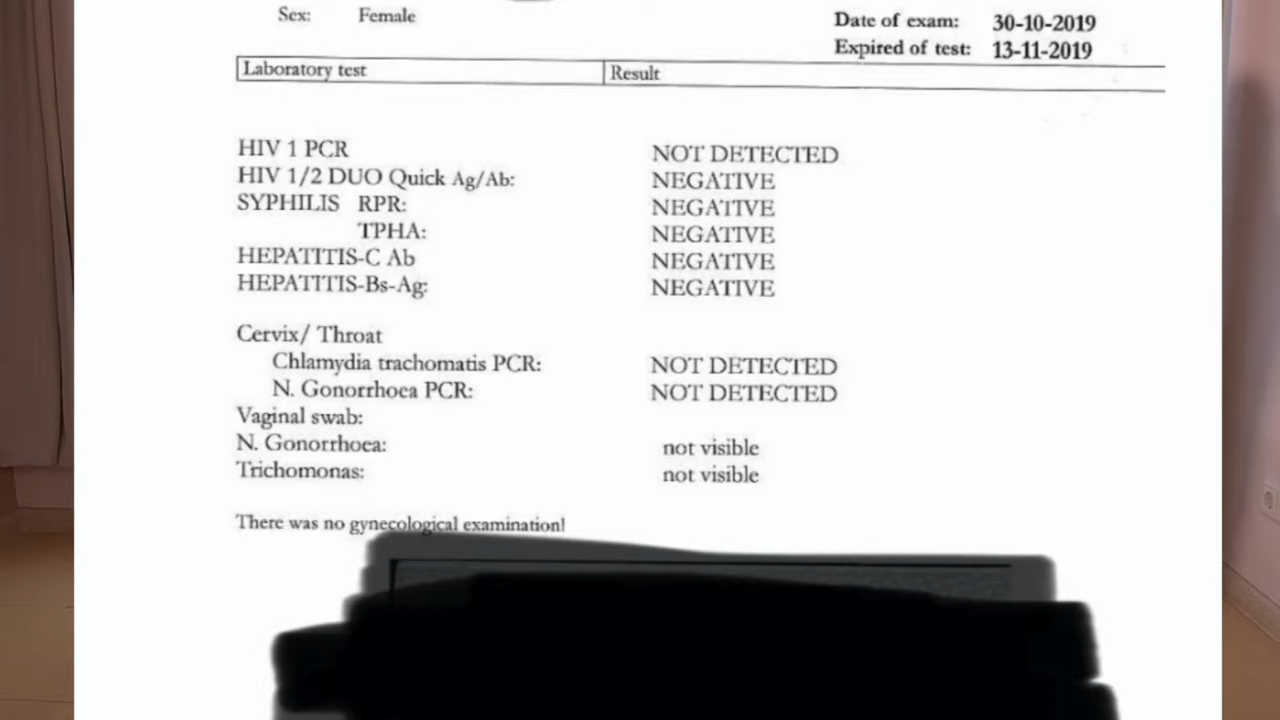 Sex: Female
Date of exam: 30-10-2019
Expired of test: 13-11-2019
Laboratory test Result
HIV 1 PCR NOT DETECTED
HIV 1/2 DUO Quick Ag/Ab: NEGATIVE
SYPHILIS RPR: NEGATIVE
TPHA: NEGATIVE
HEPATITIS-C Ab NEGATIVE
HEPATITIS-Bs-Ag: NEGATIVE
Cervix/ Throat
Chlamydia trachomatis PCR: NOT DETECTED
N. Gonorrhoea PCR: NOT DETECTED
Vaginal swab:
N. Gonorrhoea: not visible
Trichomonas: not visible
There was no gynecological examination!